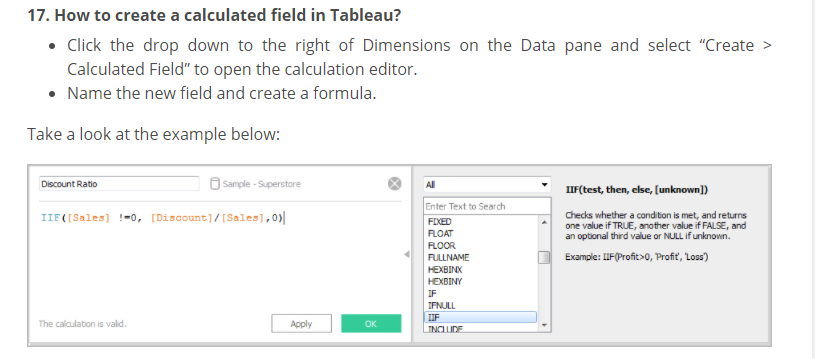 17. How to create a calculated field in Tableau?
• Click the drop down to the right of Dimensions on the Data pane and select “Create >
Calculated Field” to open the calculation editor.
• Name the new field and create a formula.
Take a look at the example below:
Discount Ratio
Sample - Superstore
IIF([Sales] !=0, [Discount]/[Sales],0)
The calculation is valid.
Apply
OK
All
Enter Text to Search
FIXED
FLOAT
FLOOR
FULLNAME
HEXBINX
HEXBINY
IF
IFNULL
IIF
INCLUDE
IIF(test, then, else, [unknown])
Checks whether a condition is met, and returns
one value if TRUE, another value if FALSE, and
an optional third value or NULL if unknown.
Example: IIF(Profit>0, 'Profit', 'Loss')